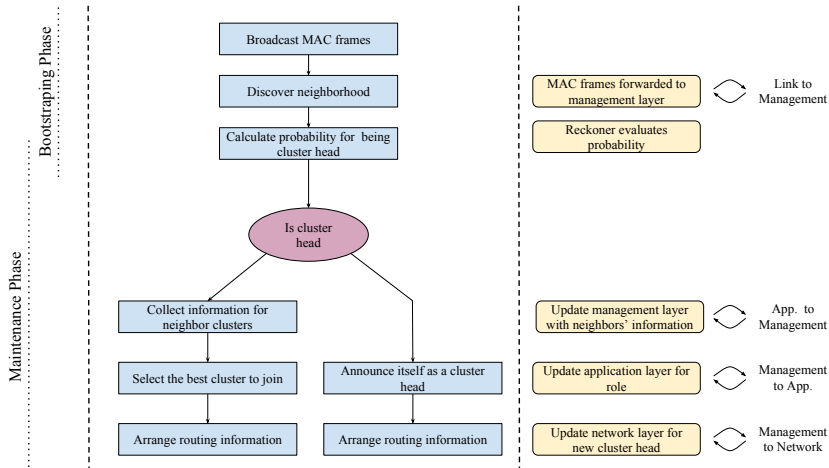 Bootstraping Phase
Maintenance Phase
Broadcast MAC frames
Discover neighborhood
Calculate probability for being
cluster head
Is cluster
head
Collect information for
neighbor clusters
Select the best cluster to join
Arrange routing information
Announce itself as a cluster
head
Arrange routing information
MAC frames forwarded to
management layer
Link to
Management
Reckoner evaluates
probability
Update management layer
with neighbors' information
App. to
Management
Update application layer for
role
Management
to App.
Update network layer for
new cluster head
Management
to Network